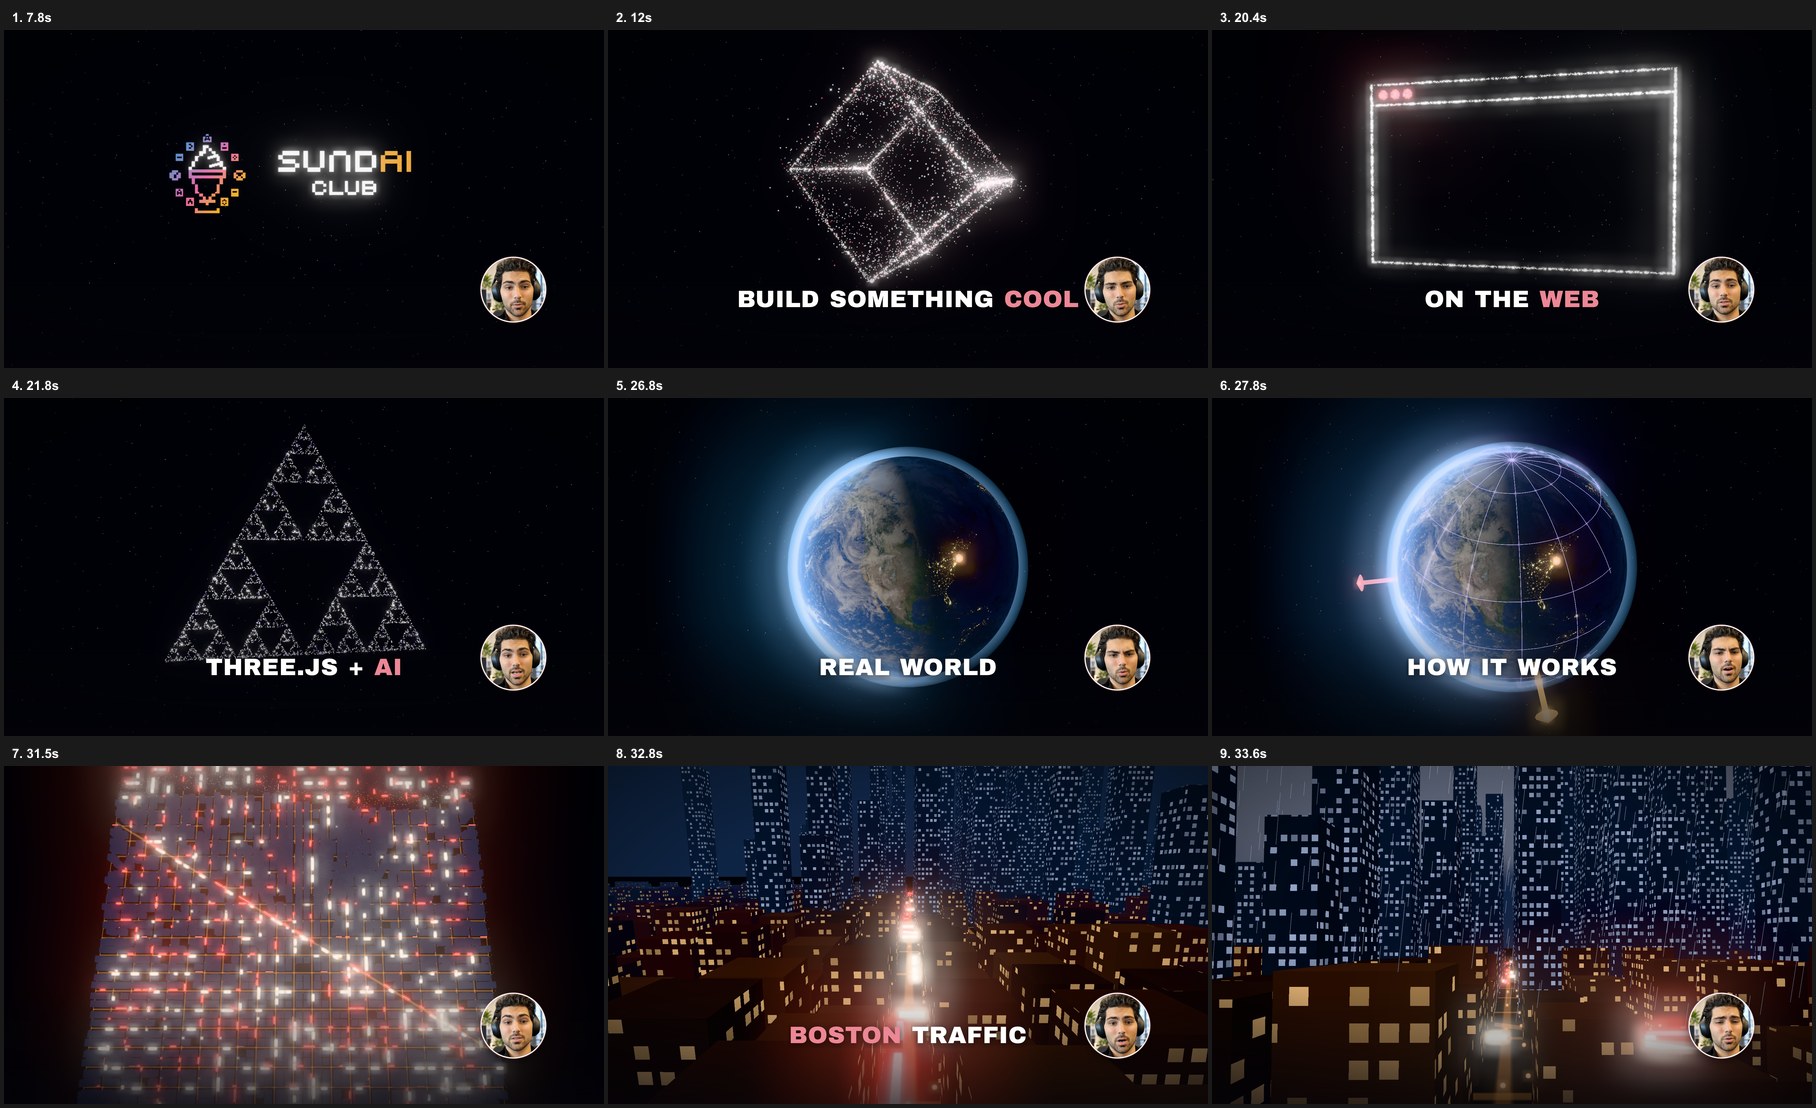 1. 7.8s
2. 12s
3. 20.4s
SUNDAI
CLUB
BUILD SOMETHING COOL
ON THE WEB
4. 21.8s
5. 26.8s
6. 27.8s
THREE.JS + AI
REAL WORLD
HOW IT WORKS
7. 31.5s
8. 32.8s
9. 33.6s
BOSTON TRAFFIC